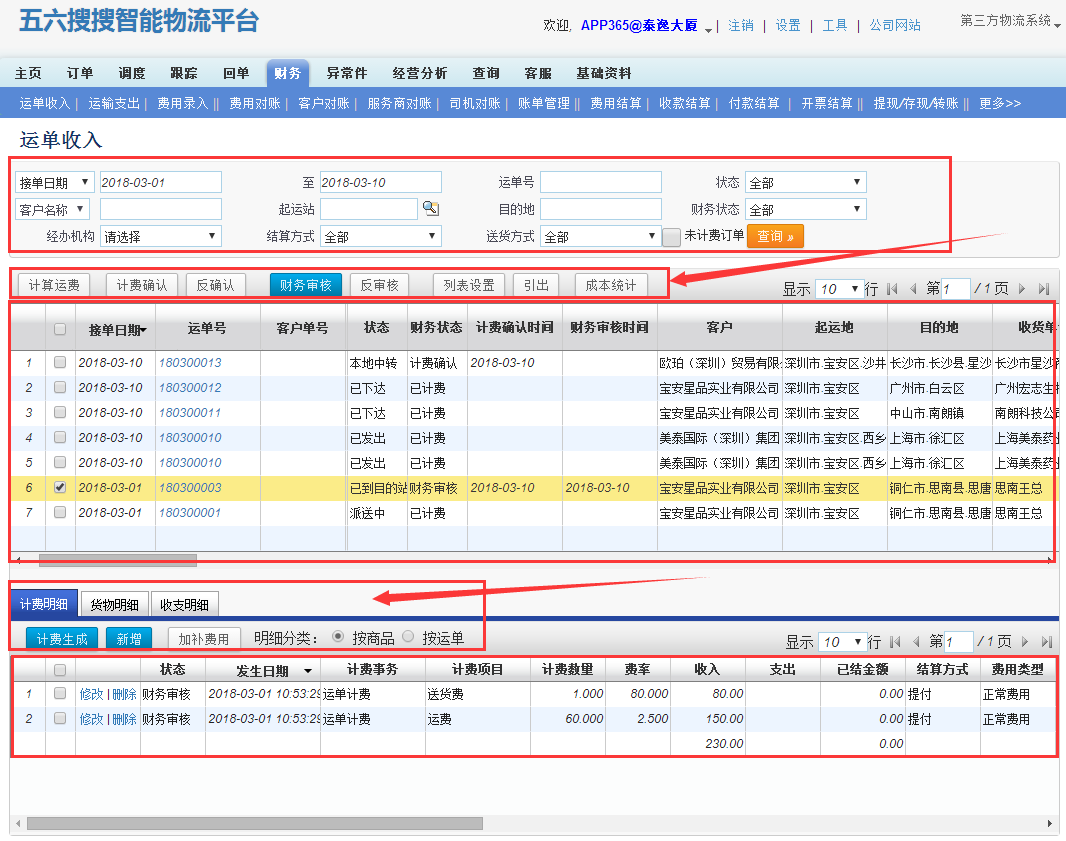 五六搜搜智能物流平台
欢迎, APP365@泰逸大厦 | 注销 | 设置 | 工具 | 公司网站 第三方物流系统
主页 订单 调度 跟踪 回单 财务 异常件 经营分析 查询 客服 基础资料
运单收入 | 运输支出 | 费用录入 || 费用对账 | 客户对账 | 服务商对账 | 司机对账 | 账单管理 || 费用结算 | 收款结算 | 付款结算 | 开票结算 || 提现/存现/转账 || 更多>>
运单收入
接单日期 2018-03-01 至 2018-03-10 运单号 状态 全部
客户名称 起运站 目的地 财务状态 全部
经办机构 请选择 结算方式 全部 送货方式 全部 未计费订单 查询 »
计算运费 计费确认 反确认 财务审核 反审核 列表设置 引出 成本统计 显示 10 行 第 1 / 1 页
接单日期 运单号 客户单号 状态 财务状态 计费确认时间 财务审核时间 客户 起运地 目的地 收货单
1 2018-03-10 180300013 本地中转 计费确认 2018-03-10 欧珀（深圳）贸易有限 深圳市.宝安区.沙井 长沙市.长沙县.星沙 长沙市星沙
2 2018-03-10 180300012 已下达 已计费 宝安星品实业有限公司 深圳市.宝安区 广州市.白云区 广州宏志生
3 2018-03-10 180300011 已下达 已计费 宝安星品实业有限公司 深圳市.宝安区 中山市.南朗镇 南朗科技公
4 2018-03-10 180300010 已发出 已计费 美泰国际（深圳）集团 深圳市.宝安区.西乡 上海市.徐汇区 上海美泰药
5 2018-03-10 180300010 已发出 已计费 美泰国际（深圳）集团 深圳市.宝安区.西乡 上海市.徐汇区 上海美泰药
6 2018-03-01 180300003 已到目的站 财务审核 2018-03-10 2018-03-10 宝安星品实业有限公司 深圳市.宝安区 铜仁市.思南县.思唐 思南王总
7 2018-03-01 180300001 派送中 已计费 宝安星品实业有限公司 深圳市.宝安区 铜仁市.思南县.思唐 思南王总
计费明细 货物明细 收支明细
计费生成 新增 加补费用 明细分类： 按商品 按运单 显示 10 行 第 1 / 1 页
状态 发生日期 计费事务 计费项目 计费数量 费率 收入 支出 已结金额 结算方式 费用类型
1 修改 | 删除 财务审核 2018-03-01 10:53:29 运单计费 送货费 1.000 80.000 80.00 0.00 提付 正常费用
2 修改 | 删除 财务审核 2018-03-01 10:53:29 运单计费 运费 60.000 2.500 150.00 0.00 提付 正常费用
230.00 0.00